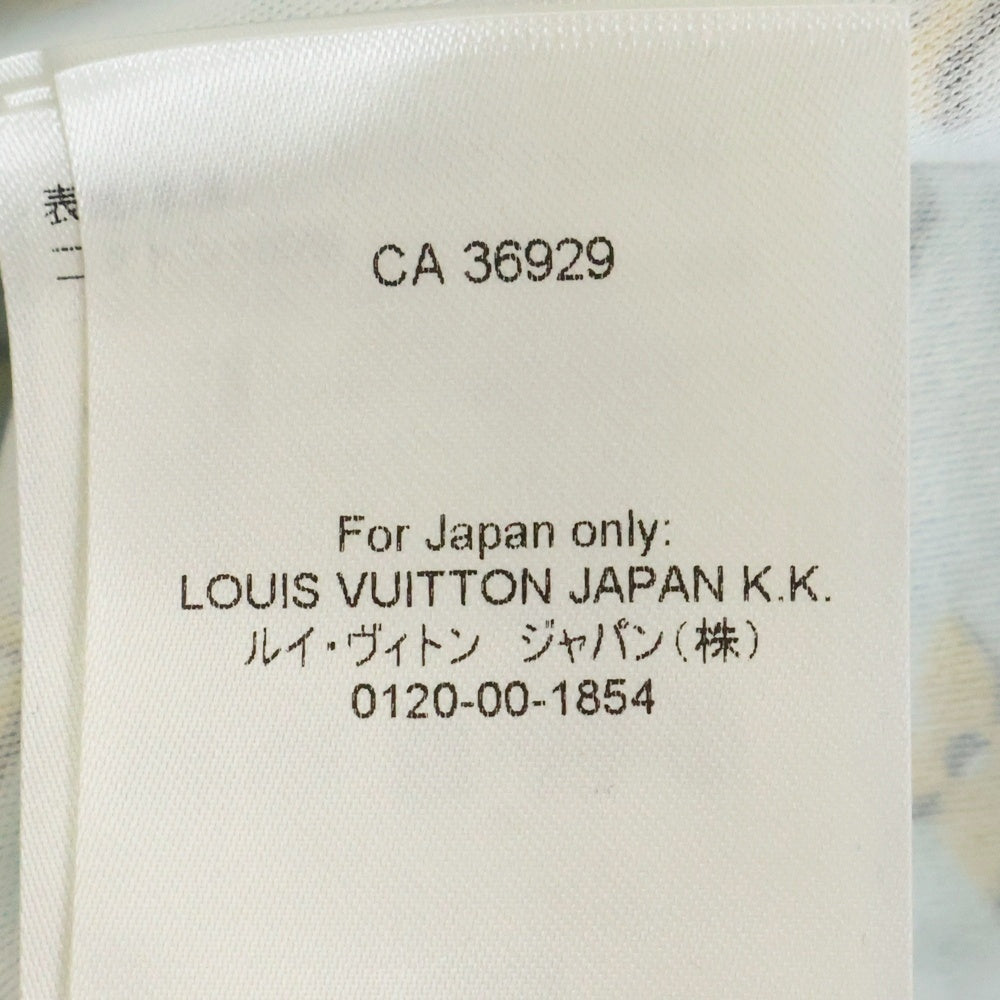 表
CA 36929
For Japan only:
LOUIS VUITTON JAPAN K.K.
ルイ・ヴィトン　ジャパン(株)
0120-00-1854